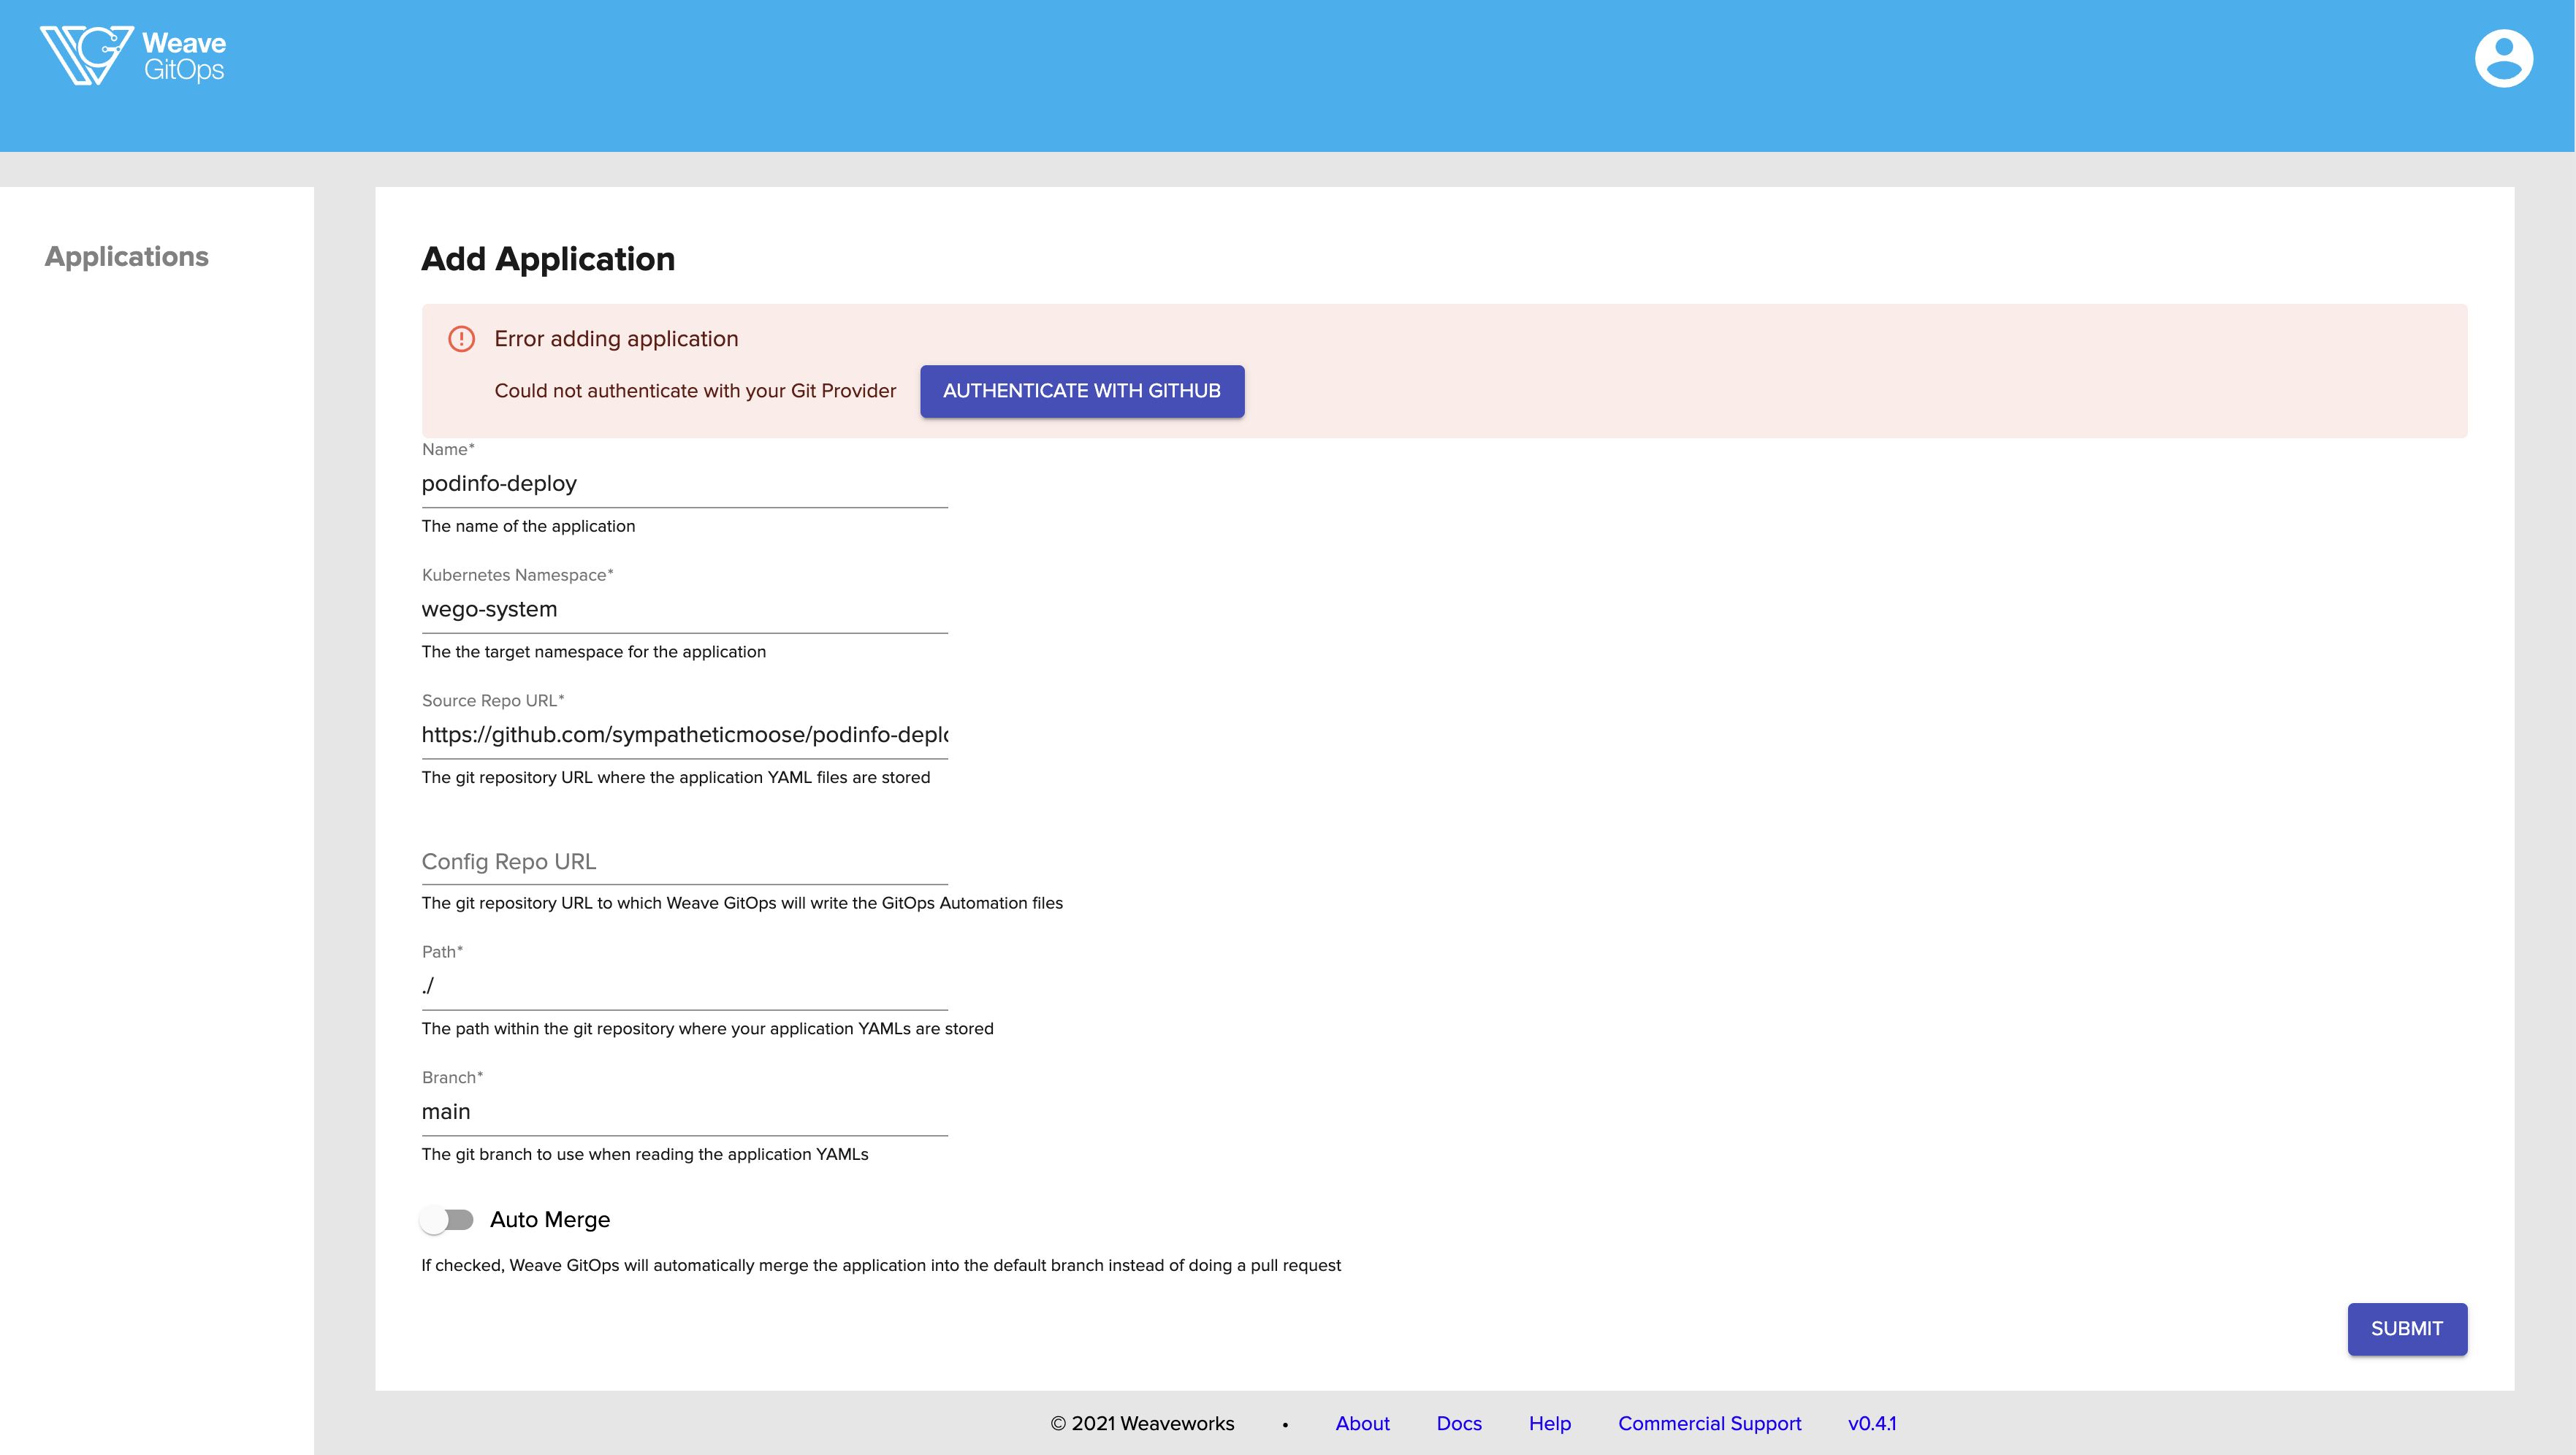 Weave
GitOps
Applications
Add Application
Error adding application
Could not authenticate with your Git Provider
AUTHENTICATE WITH GITHUB
Name*
podinfo-deploy
The name of the application
Kubernetes Namespace*
wego-system
The the target namespace for the application
Source Repo URL*
https://github.com/sympatheticmoose/podinfo-deplo
The git repository URL where the application YAML files are stored
Config Repo URL
The git repository URL to which Weave GitOps will write the GitOps Automation files
Path*
./
The path within the git repository where your application YAMLs are stored
Branch*
main
The git branch to use when reading the application YAMLs
Auto Merge
If checked, Weave GitOps will automatically merge the application into the default branch instead of doing a pull request
SUBMIT
© 2021 Weaveworks • About Docs Help Commercial Support v0.4.1